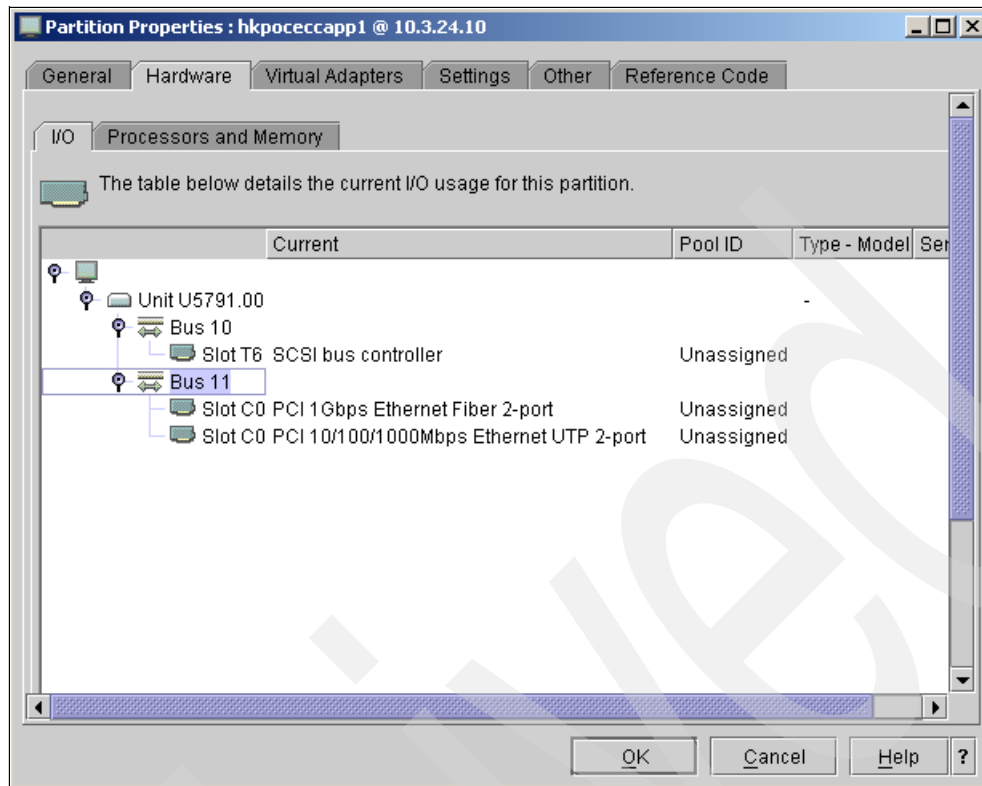 Partition Properties : hkpoceccapp1 @ 10.3.24.10
General Hardware Virtual Adapters Settings Other Reference Code
I/O Processors and Memory
The table below details the current I/O usage for this partition.
Current Pool ID Type - Model Ser
Unit U5791.00 -
Bus 10
Slot T6 SCSI bus controller Unassigned
Bus 11
Slot C0 PCI 1Gbps Ethernet Fiber 2-port Unassigned
Slot C0 PCI 10/100/1000Mbps Ethernet UTP 2-port Unassigned
OK Cancel Help ?